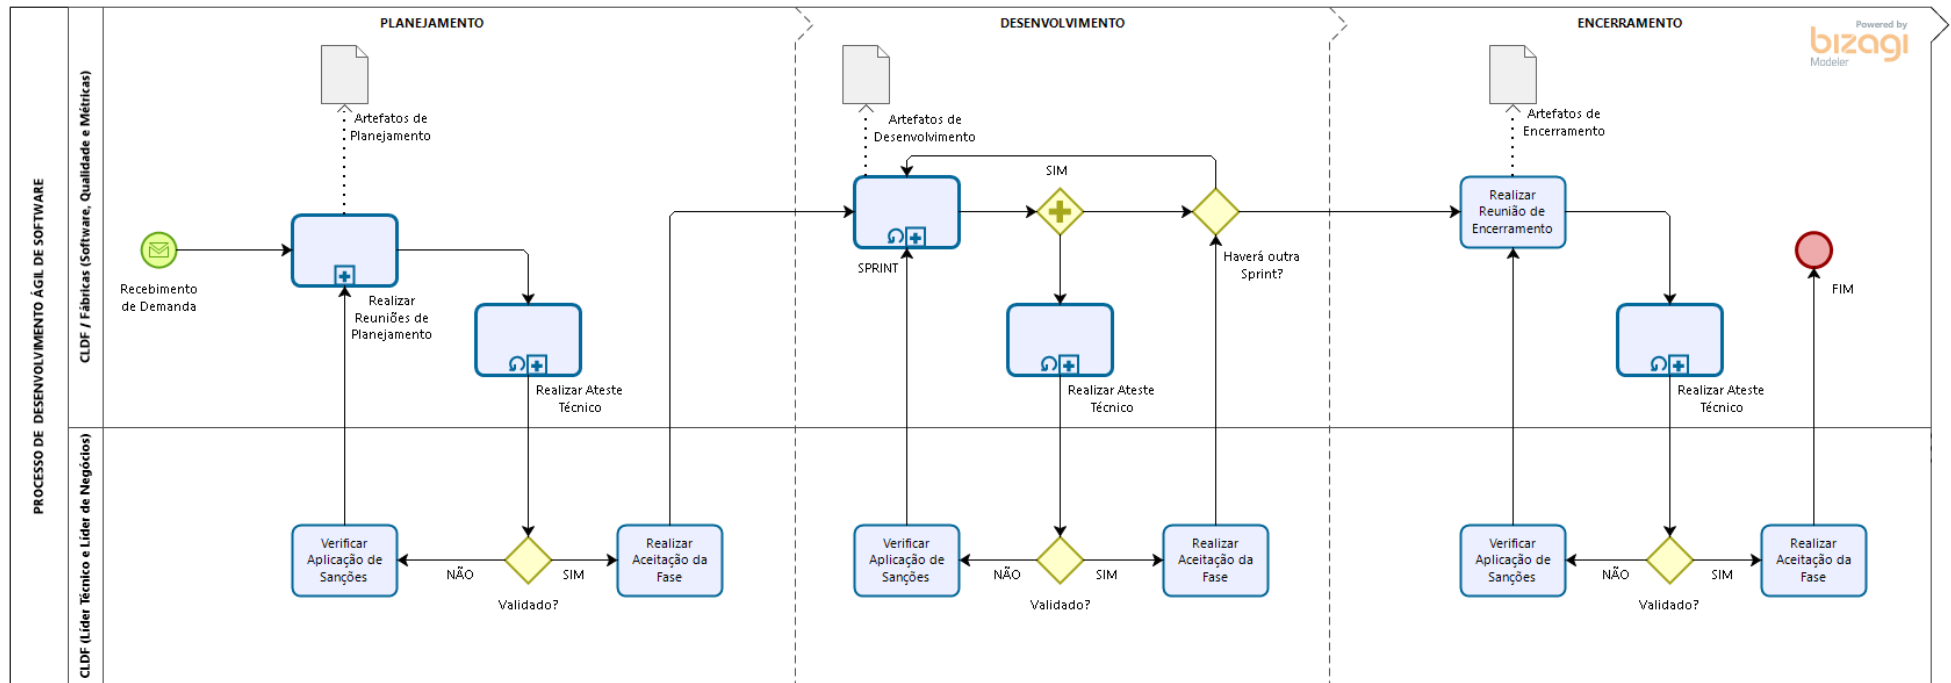 PLANEJAMENTO
DESENVOLVIMENTO
ENCERRAMENTO
Powered by
bizagi
Modeler
PROCESSO DE DESENVOLVIMENTO ÁGIL DE SOFTWARE
CLDF / Fábricas (Software, Qualidade e Métricas)
Artefatos de
Planejamento
Recebimento
de Demanda
Realizar
Reuniões de
Planejamento
Realizar Ateste
Técnico
Artefatos de
Desenvolvimento
SIM
SPRINT
Haverá outra
Sprint?
Realizar Ateste
Técnico
Artefatos de
Encerramento
Realizar
Reunião de
Encerramento
Realizar Ateste
Técnico
FIM
CLDF (Líder Técnico e Líder de Negócios)
Verificar
Aplicação de
Sanções
NÃO
SIM
Validado?
Realizar
Aceitação da
Fase
Verificar
Aplicação de
Sanções
NÃO
SIM
Validado?
Realizar
Aceitação da
Fase
Verificar
Aplicação de
Sanções
NÃO
SIM
Validado?
Realizar
Aceitação da
Fase